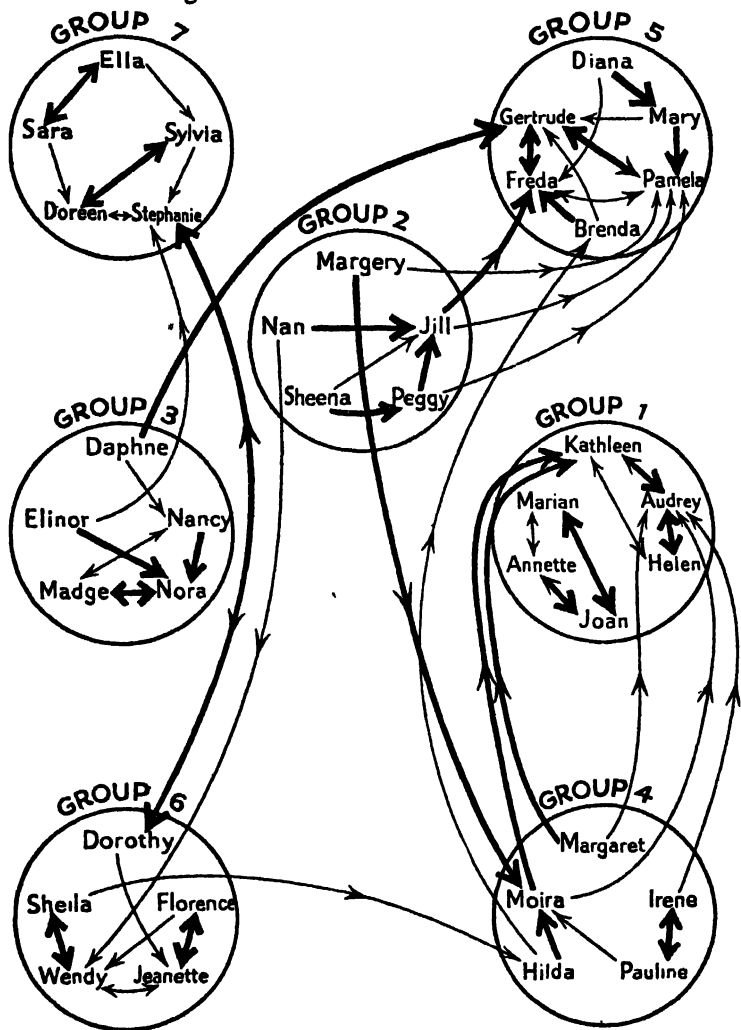 GROUP 7
Ella
Sara
Sylvia
Doreen
Stephanie
GROUP 5
Diana
Gertrude
Mary
Freda
Pamela
Brenda
GROUP 2
Margery
Nan
Jill
Sheena
Peggy
GROUP 3
Daphne
Elinor
Nancy
Madge
Nora
GROUP 1
Kathleen
Marian
Audrey
Annette
Helen
Joan
GROUP 6
Dorothy
Sheila
Florence
Wendy
Jeanette
GROUP 4
Margaret
Moira
Irene
Hilda
Pauline